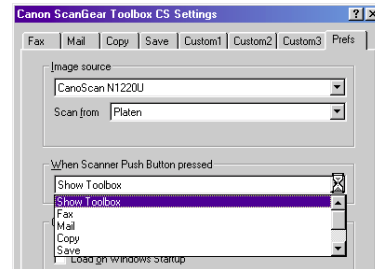 Canon ScanGear Toolbox CS Settings
Fax Mail Copy Save Custom1 Custom2 Custom3 Prefs
Image source
CanoScan N1220U
Scan from Platen
When Scanner Push Button pressed
Show Toolbox
Show Toolbox
Fax
Mail
Copy
Save
Load on Windows Startup